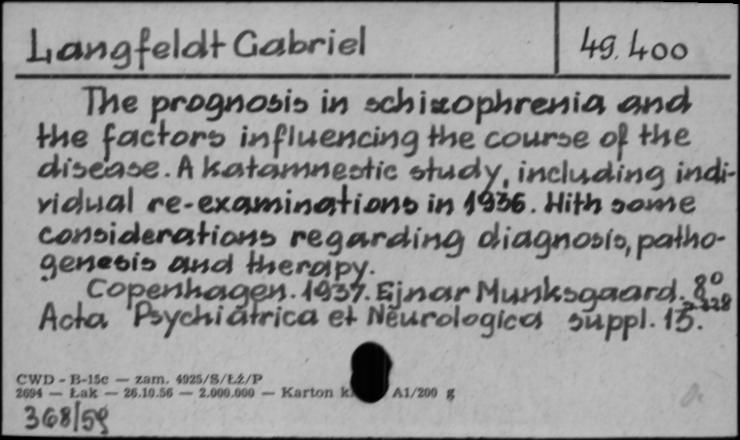 Langfeldt Gabriel 49.400
The prognosis in schizophrenia and
the factors influencing the course of the
disease. A katamnestic study, including indi-
vidual re-examinations in 1936. With some
considerations regarding diagnosis, patho-
genesis and therapy.
Copenhagen. 1937. Ejnar Munksgaard. 8°
Acta Psychiatrica et Neurologica suppl. 13.
CWD - B-15c — zam. 4925/S/Łż/P
2694 — Łak — 26.10.56 — 2.000.000 — Karton A1/200 g
368/59